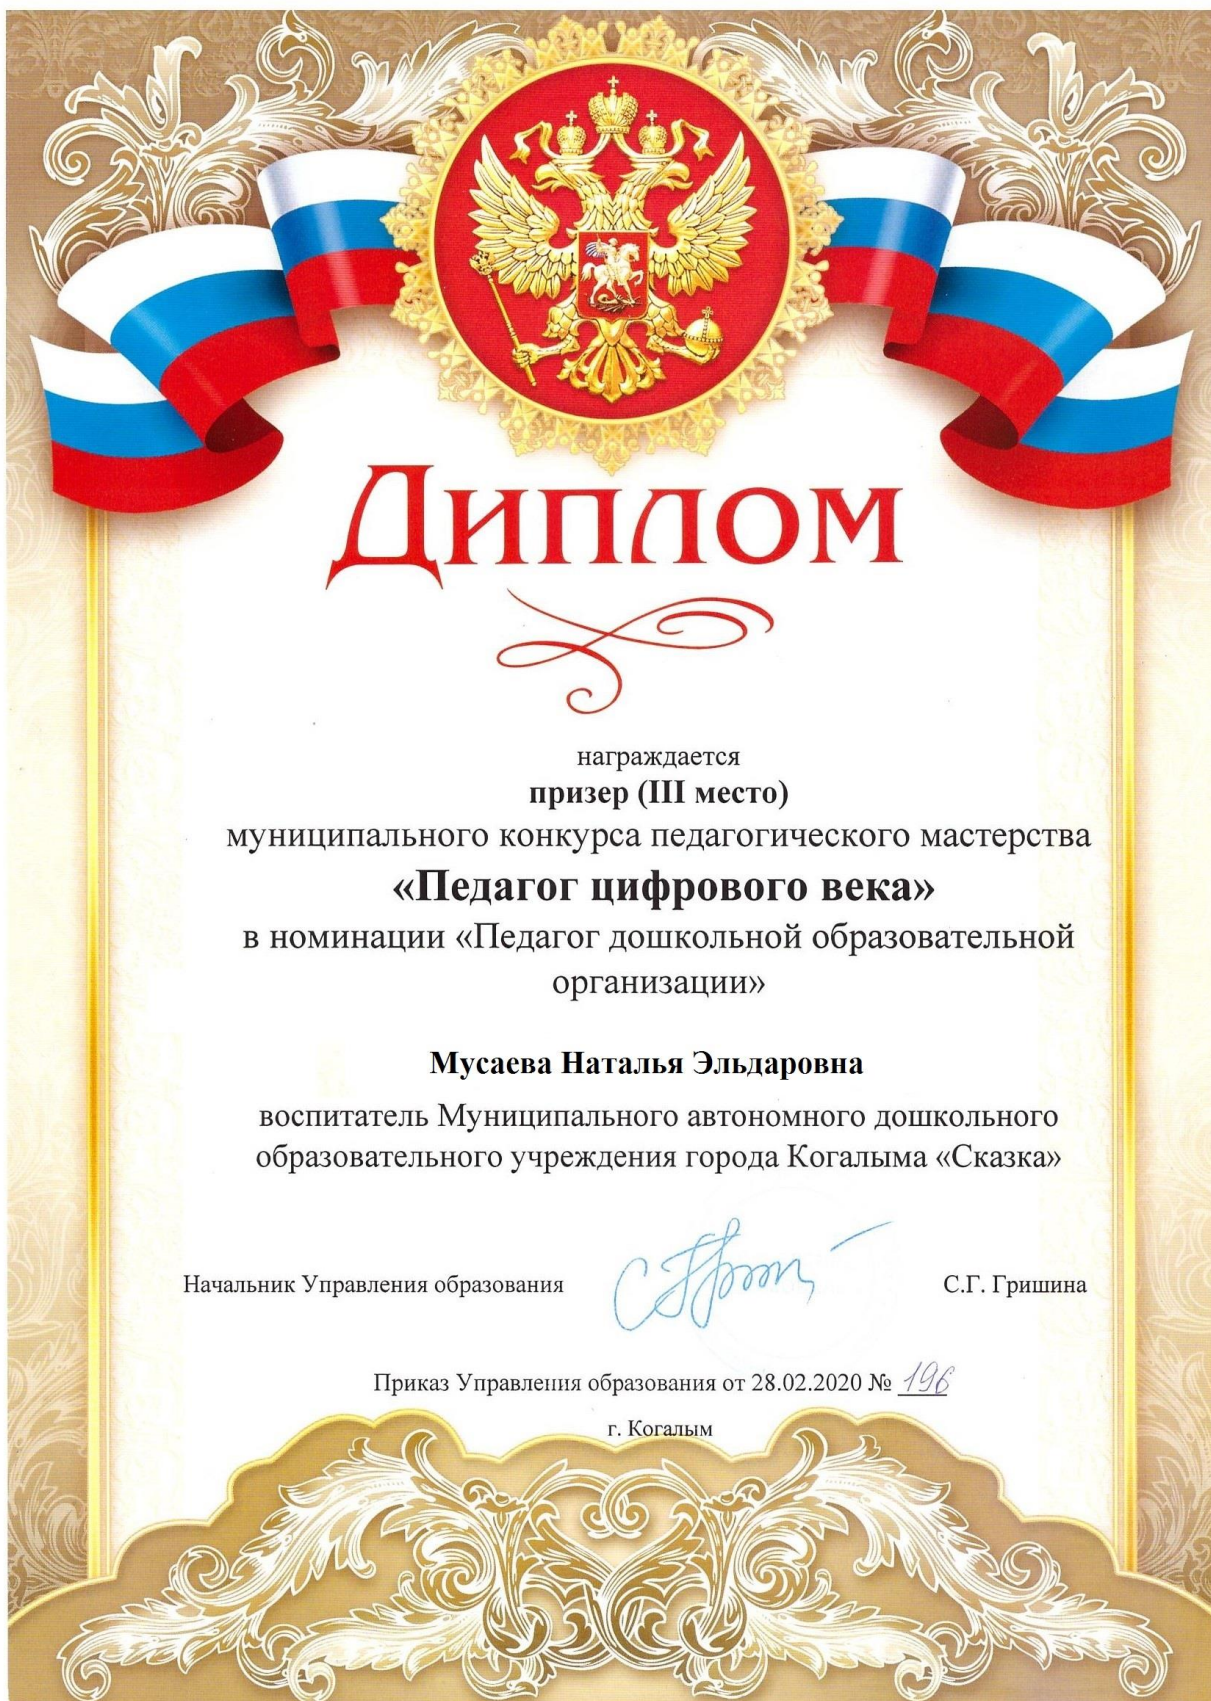 Диплом
награждается
призер (III место)
муниципального конкурса педагогического мастерства
«Педагог цифрового века»
в номинации «Педагог дошкольной образовательной
организации»
Мусаева Наталья Эльдаровна
воспитатель Муниципального автономного дошкольного
образовательного учреждения города Когалыма «Сказка»
Начальник Управления образования С.Г. Гришина
Приказ Управления образования от 28.02.2020 № 196
г. Когалым